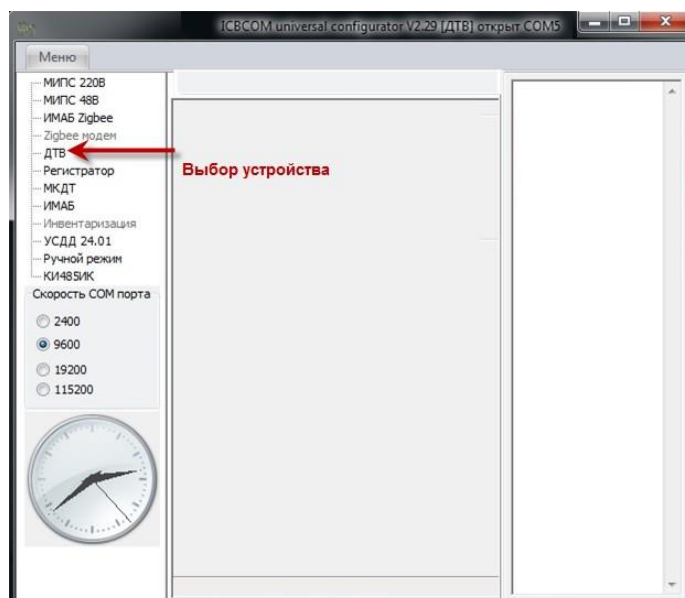 ICBCOM universal configurator V2.29 [ДТВ] открыт COM5
Меню
МИПС 220В
МИПС 48В
ИМАБ Zigbee
Zigbee модем
ДТВ
Выбор устройства
Регистратор
МКДТ
ИМАБ
Инвентаризация
УСДД 24.01
Ручной режим
КИ485ИК
Скорость COM порта
2400
9600
19200
115200